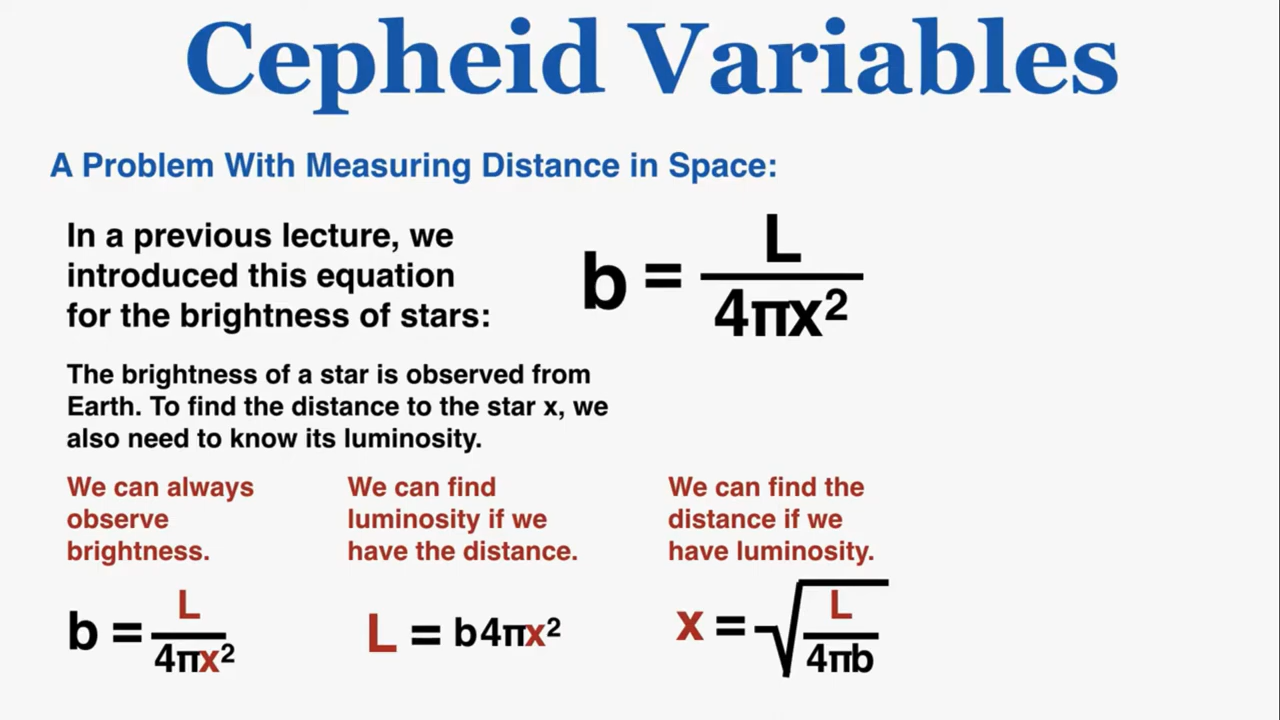 Cepheid Variables
A Problem With Measuring Distance in Space:
In a previous lecture, we
introduced this equation
for the brightness of stars:
b = L / 4πx²
The brightness of a star is observed from
Earth. To find the distance to the star x, we
also need to know its luminosity.
We can always
observe
brightness.
b = L / 4πx²
We can find
luminosity if we
have the distance.
L = b4πx²
We can find the
distance if we
have luminosity.
x = √(L / 4πb)